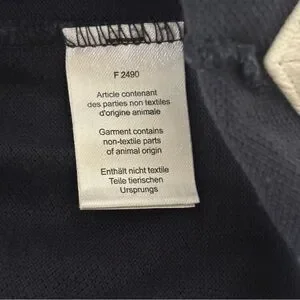 F 2490
Article contenant
des parties non textiles
d'origine animale
Garment contains
non-textile parts
of animal origin
Enthält nicht textile
Teile tierischen
Ursprungs